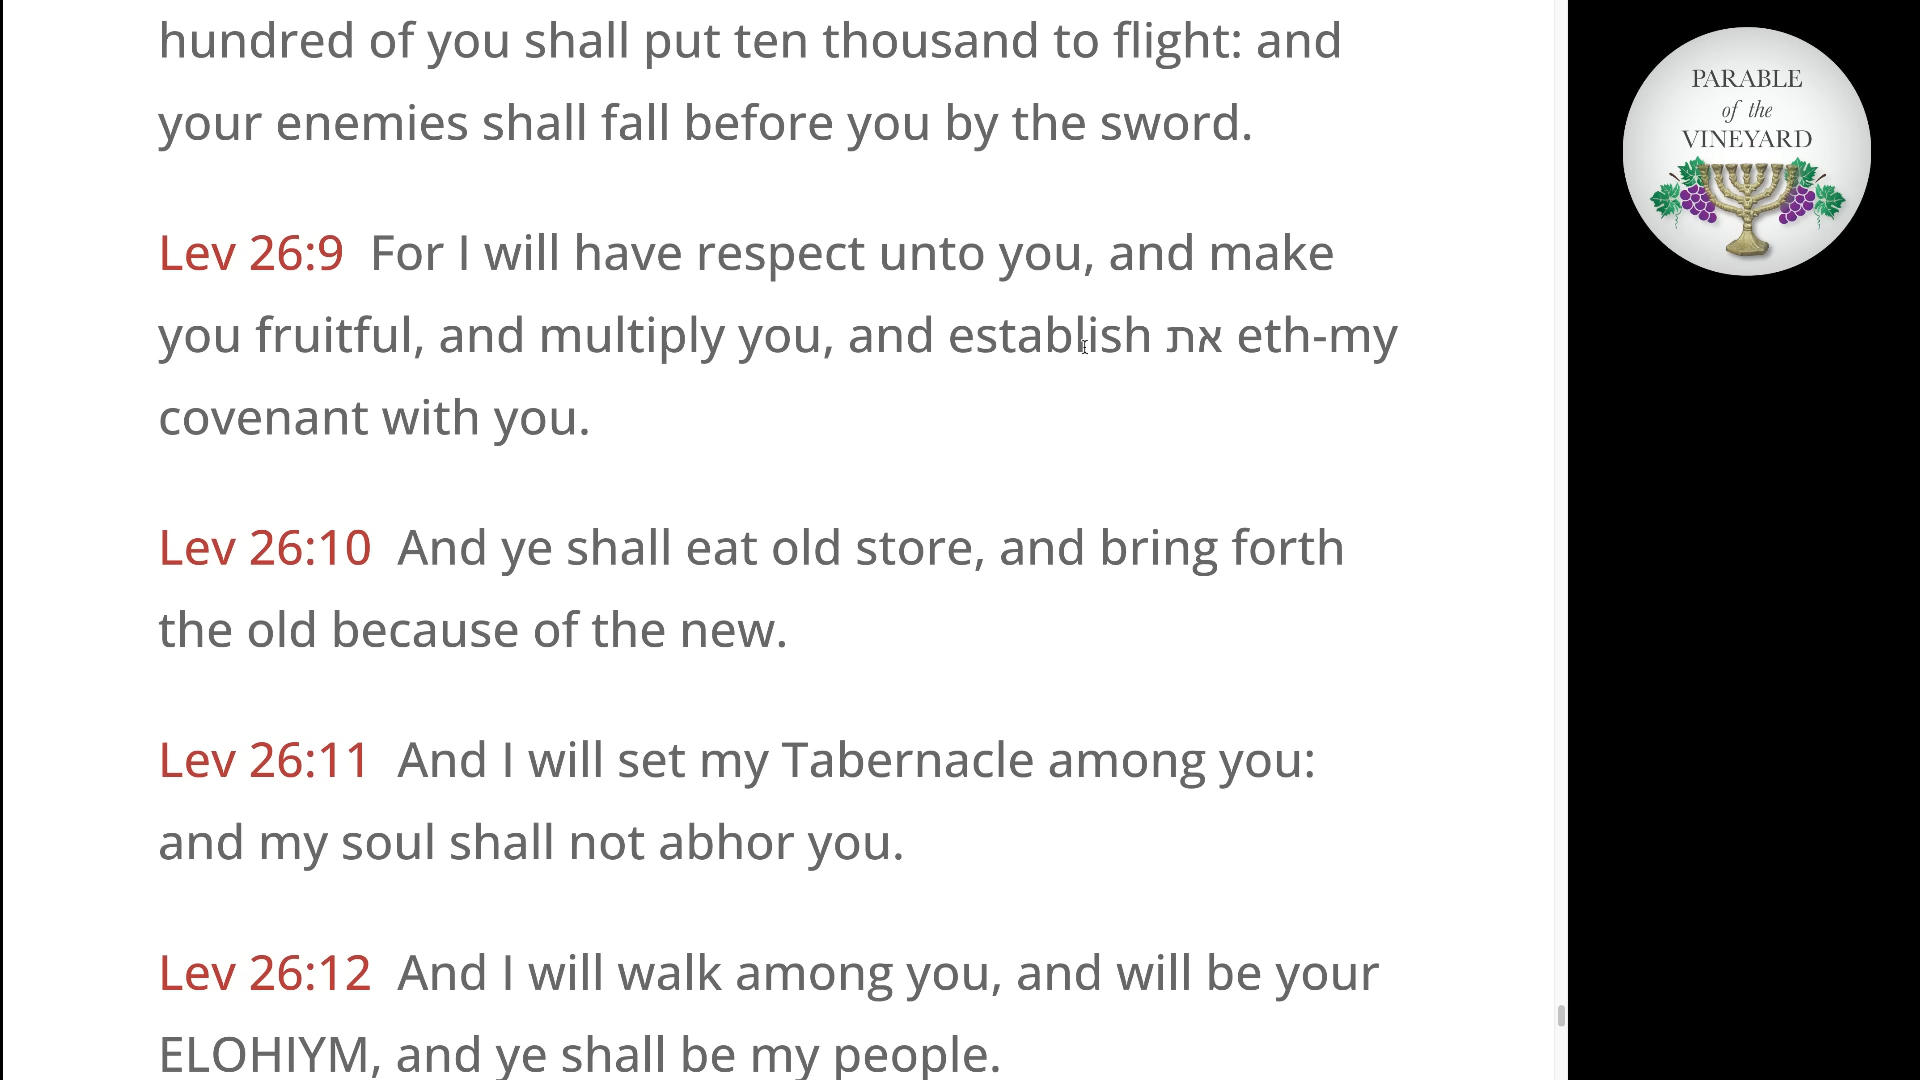 hundred of you shall put ten thousand to flight: and
your enemies shall fall before you by the sword.
Lev 26:9 For I will have respect unto you, and make
you fruitful, and multiply you, and establish את eth-my
covenant with you.
Lev 26:10 And ye shall eat old store, and bring forth
the old because of the new.
Lev 26:11 And I will set my Tabernacle among you:
and my soul shall not abhor you.
Lev 26:12 And I will walk among you, and will be your
ELOHIYM, and ye shall be my people.
PARABLE
of the
VINEYARD